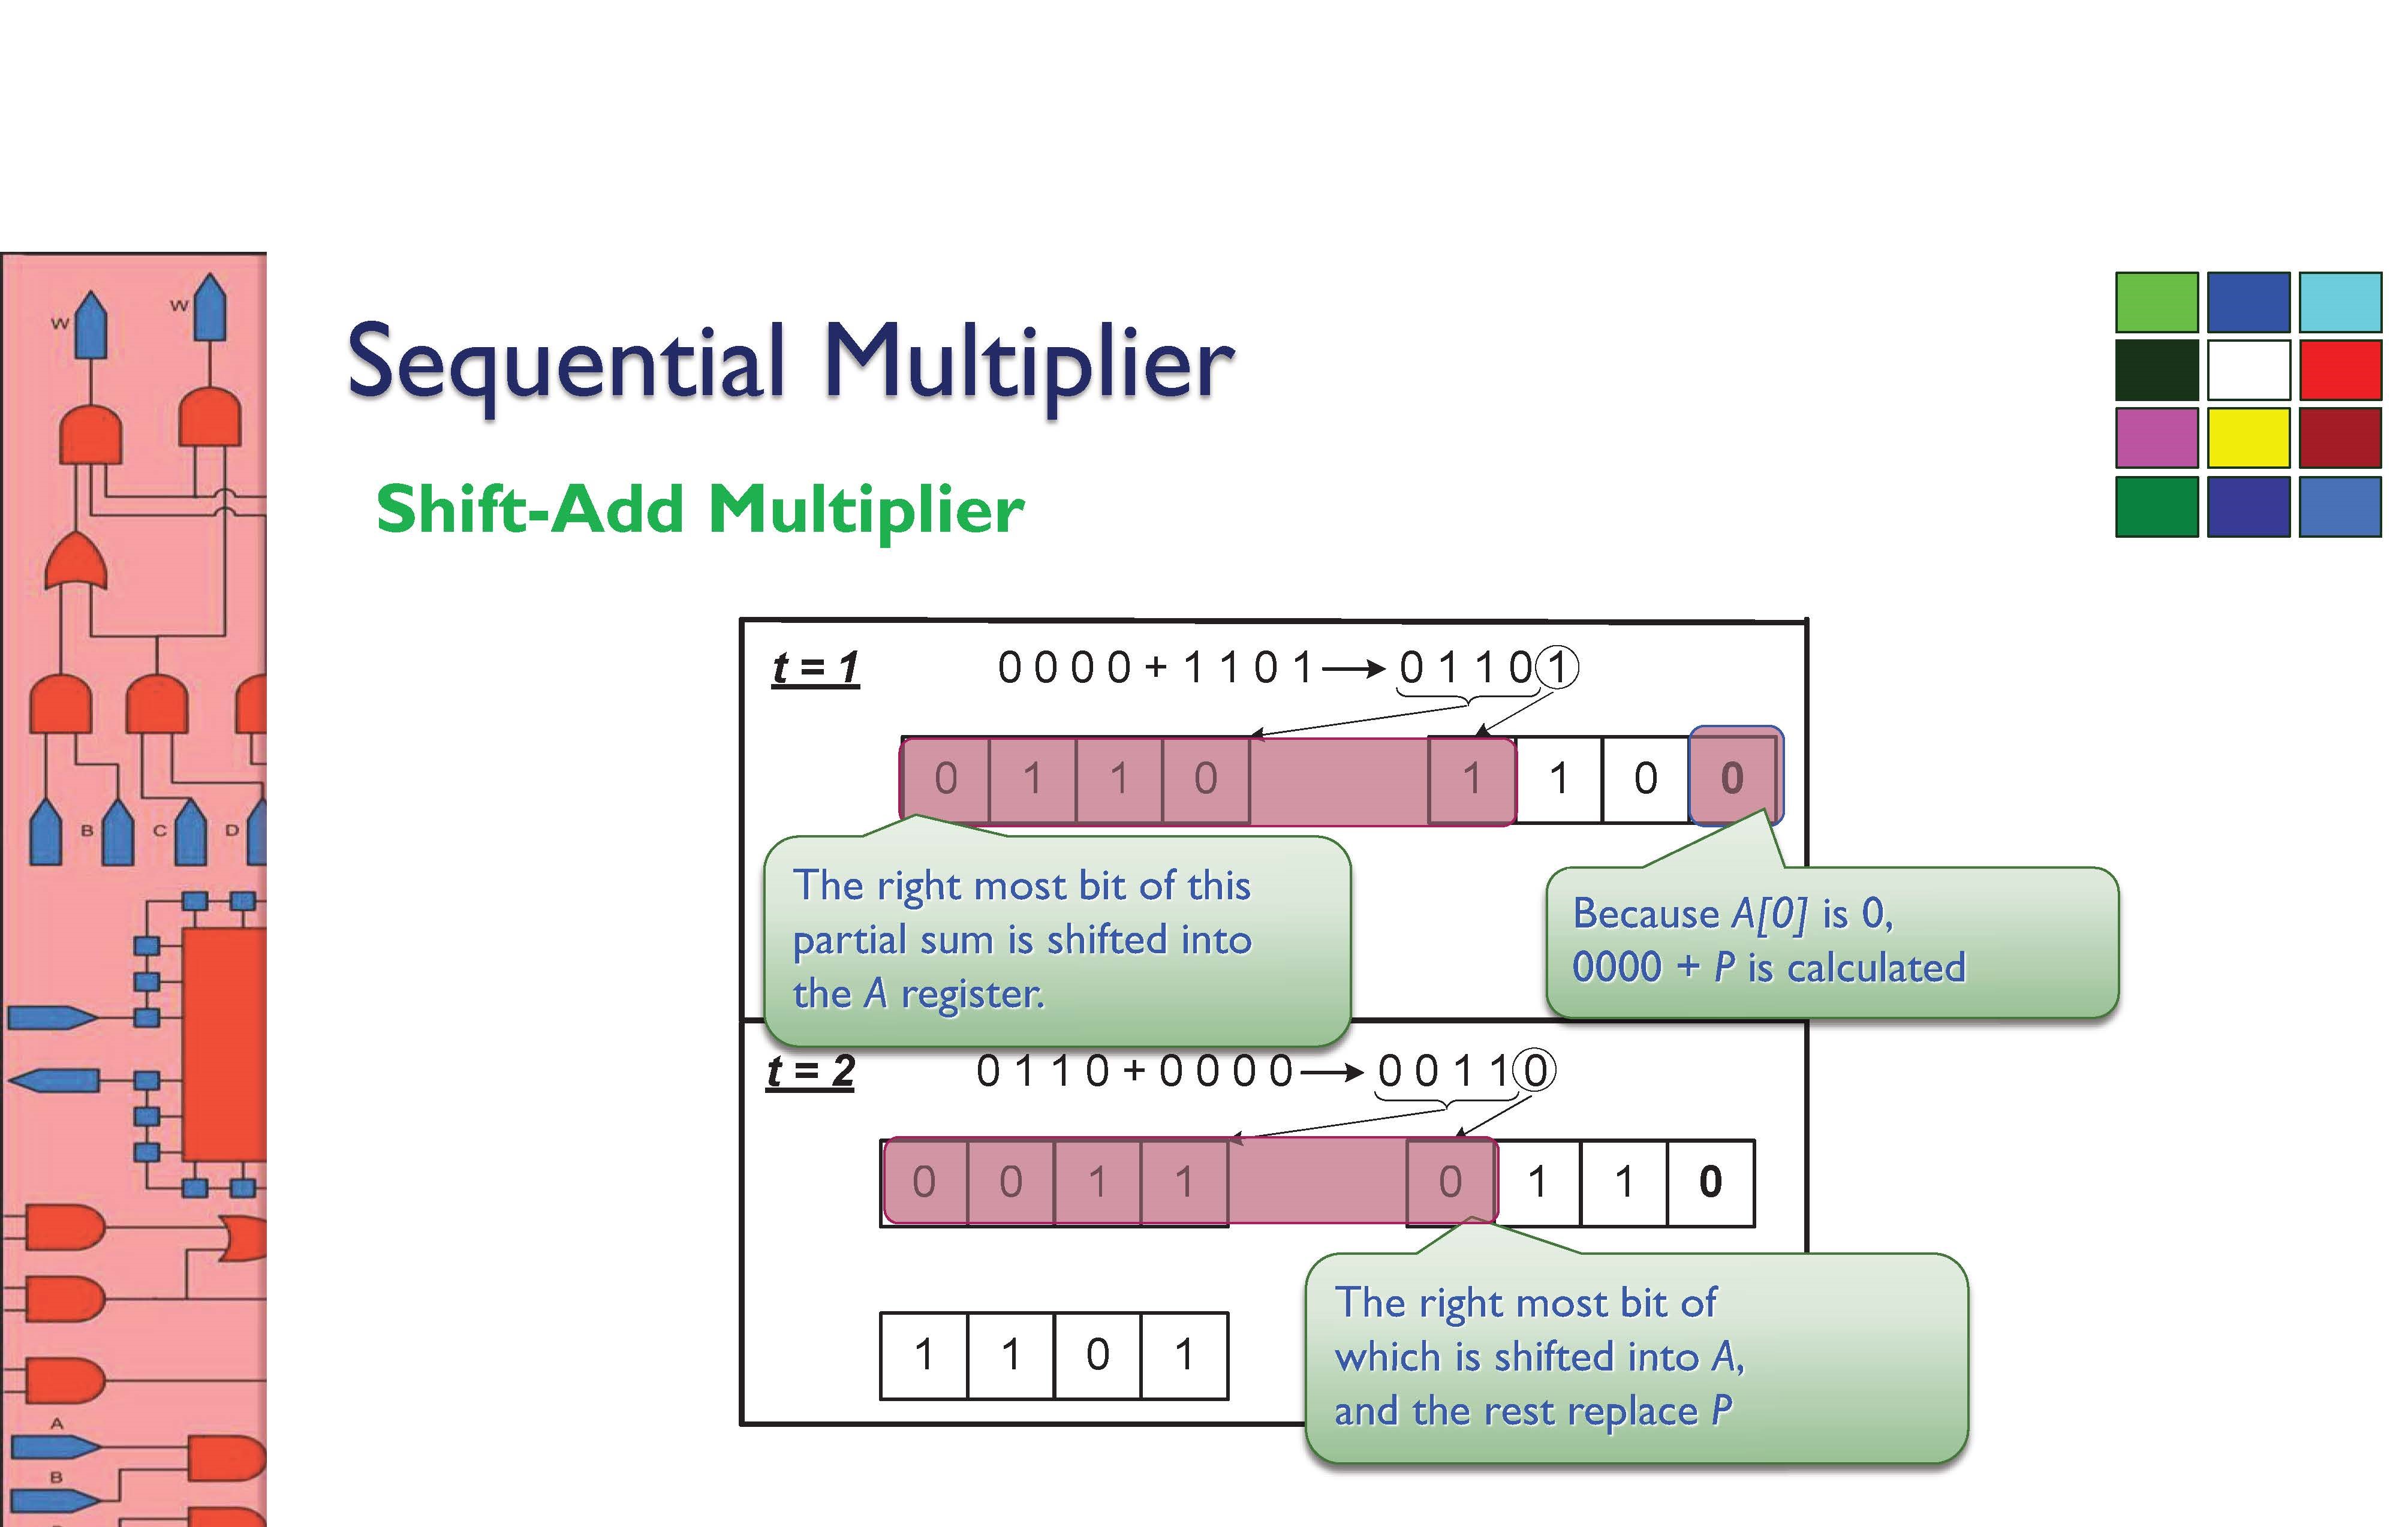 Sequential Multiplier
Shift-Add Multiplier
t = 1 0 0 0 0 + 1 1 0 1 → 0 1 1 0 1
0 1 1 0 1 1 0 0
The right most bit of this
partial sum is shifted into
the A register.
Because A[0] is 0,
0000 + P is calculated
t = 2 0 1 1 0 + 0 0 0 0 → 0 0 1 1 0
0 0 1 1 0 1 1 0
1 1 0 1
The right most bit of
which is shifted into A,
and the rest replace P
W
W
B C D
A
B